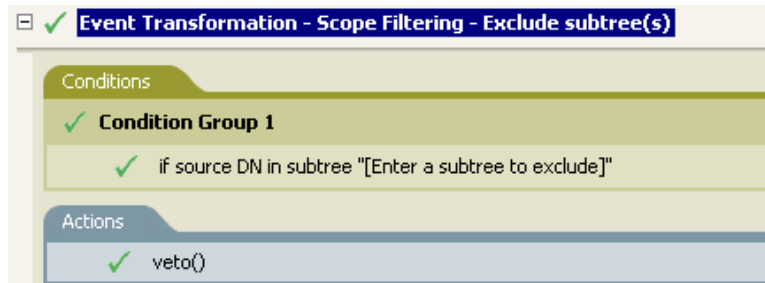 Event Transformation - Scope Filtering - Exclude subtree(s)
Conditions
Condition Group 1
if source DN in subtree "[Enter a subtree to exclude]"
Actions
veto()